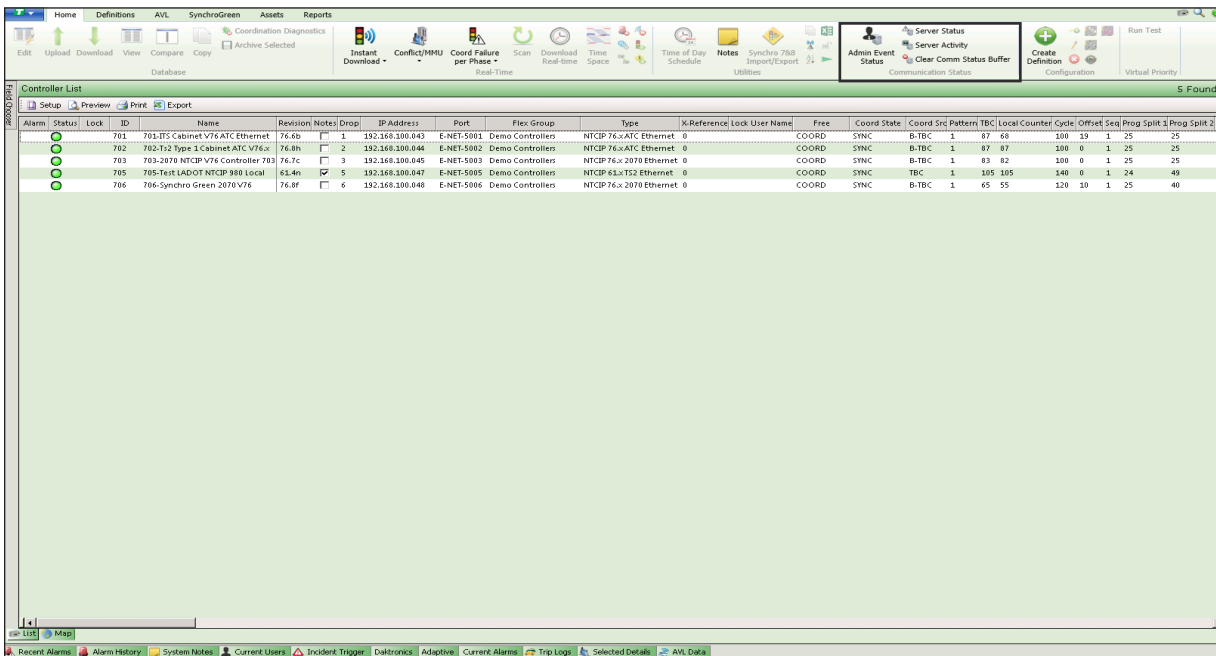 Home Definitions AVL SynchroGreen Assets Reports
Edit Upload Download View Compare Copy
Coordination Diagnostics
Archive Selected
Database
Instant Download
Conflict/MMU
Coord Failure per Phase
Scan
Download Real-time
Time Space
Real-Time
Time of Day Schedule
Notes
Synchro 7&8 Import/Export
Utilities
Admin Event Status
Server Status
Server Activity
Clear Comm Status Buffer
Communication Status
Create Definition
Configuration
Run Test
Virtual Priority
Field Chooser
Controller List 5 Found
Setup Preview Print Export
Alarm Status Lock ID Name Revision Notes Drop IP Address Port Flex Group Type X-Reference Lock User Name Free Coord State Coord Src Pattern TBC Local Counter Cycle Offset Seq Prog Split 1 Prog Split 2
701 701-ITS Cabinet V76 ATC Ethernet 76.6b 1 192.168.100.043 E-NET-5001 Demo Controllers NTCIP 76.x ATC Ethernet 0 COORD SYNC B-TBC 1 87 68 100 19 1 25 25
702 702-Ts2 Type 1 Cabinet ATC V76.x 76.8h 2 192.168.100.044 E-NET-5002 Demo Controllers NTCIP 76.x ATC Ethernet 0 COORD SYNC B-TBC 1 87 87 100 0 1 25 25
703 703-2070 NTCIP V76 Controller 703 76.7c 3 192.168.100.045 E-NET-5003 Demo Controllers NTCIP 76.x 2070 Ethernet 0 COORD SYNC B-TBC 1 83 82 100 0 1 25 25
705 705-Test LADOT NTCIP 980 Local 61.4n 5 192.168.100.047 E-NET-5005 Demo Controllers NTCIP 61.x TS2 Ethernet 0 COORD SYNC TBC 1 105 105 140 0 1 24 49
706 706-Synchro Green 2070 V76 76.8f 6 192.168.100.048 E-NET-5006 Demo Controllers NTCIP 76.x 2070 Ethernet 0 COORD SYNC B-TBC 1 65 55 120 10 1 25 40
List Map
Recent Alarms Alarm History System Notes Current Users Incident Trigger Daktronics Adaptive Current Alarms Trip Logs Selected Details AVL Data